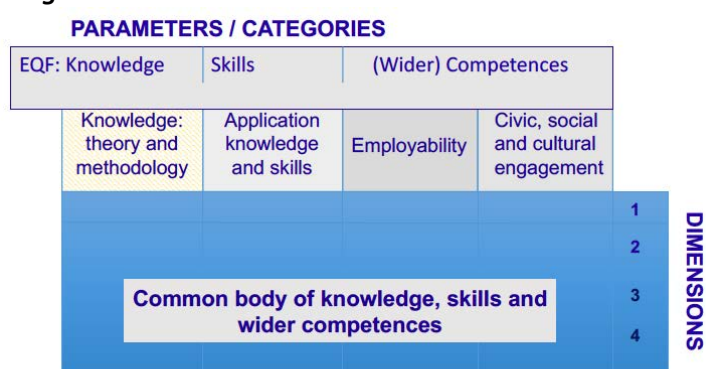 PARAMETERS / CATEGORIES
EQF: Knowledge Skills (Wider) Competences
Knowledge:
theory and
methodology
Application
knowledge
and skills
Employability
Civic, social
and cultural
engagement
1
2
3
4
DIMENSIONS
Common body of knowledge, skills and
wider competences